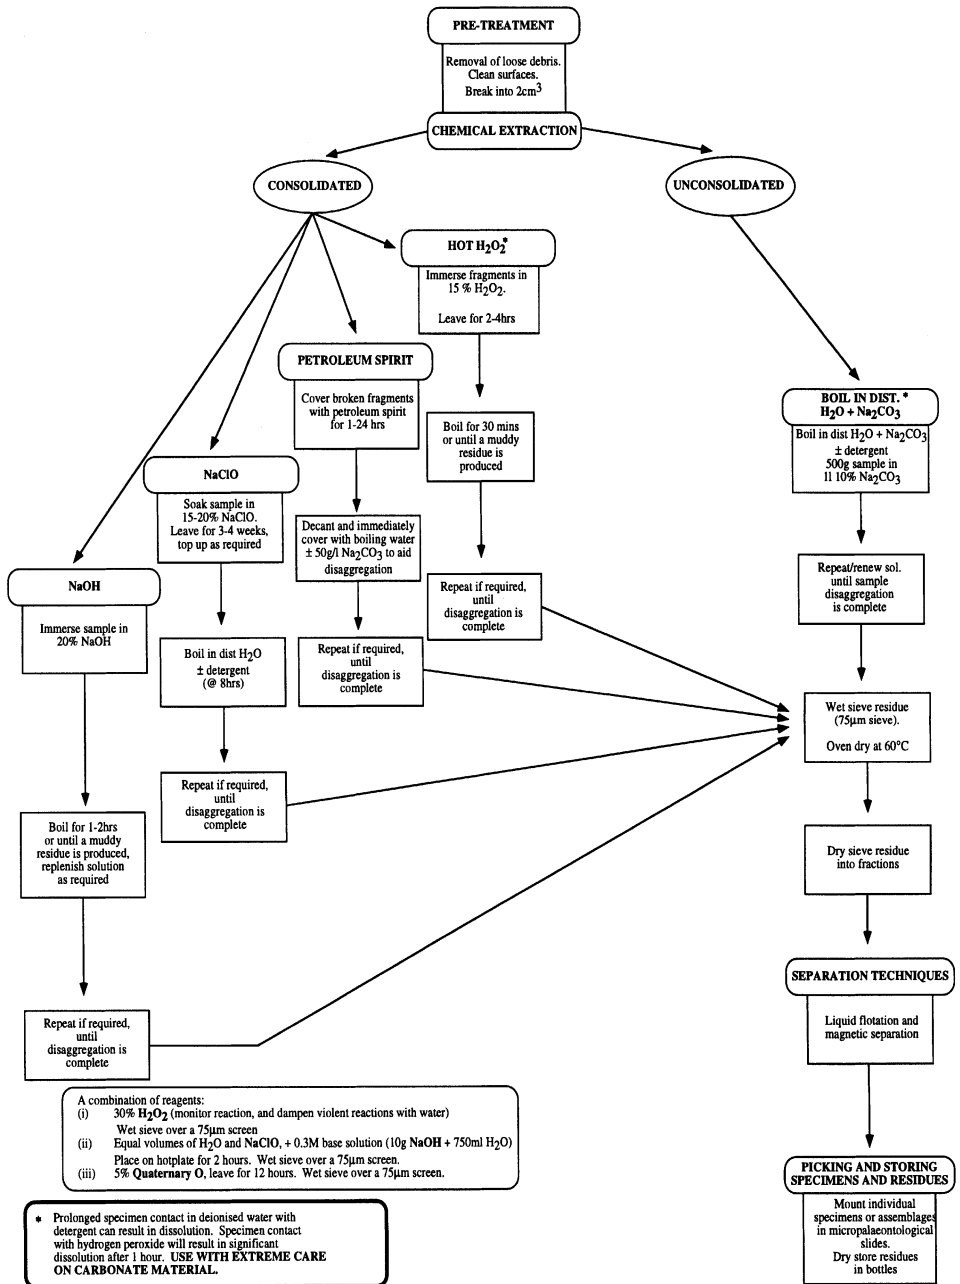 PRE-TREATMENT
Removal of loose debris.
Clean surfaces.
Break into 2cm3
CHEMICAL EXTRACTION
CONSOLIDATED
UNCONSOLIDATED
HOT H2O2*
Immerse fragments in
15 % H2O2.
Leave for 2-4hrs
Boil for 30 mins
or until a muddy
residue is
produced
Repeat if required,
until
disaggregation is
complete
PETROLEUM SPIRIT
Cover broken fragments
with petroleum spirit
for 1-24 hrs
Decant and immediately
cover with boiling water
± 50g/l Na2CO3 to aid
disaggregation
Repeat if required,
until
disaggregation is
complete
NaClO
Soak sample in
15-20% NaClO.
Leave for 3-4 weeks,
top up as required
Boil in dist H2O
± detergent
(@ 8hrs)
Repeat if required,
until
disaggregation is
complete
NaOH
Immerse sample in
20% NaOH
Boil for 1-2hrs
or until a muddy
residue is produced,
replenish solution
as required
Repeat if required,
until
disaggregation is
complete
BOIL IN DIST. *
H2O + Na2CO3
Boil in dist H2O + Na2CO3
± detergent
500g sample in
1l 10% Na2CO3
Repeat/renew sol.
until sample
disaggregation
is complete
Wet sieve residue
(75µm sieve).
Oven dry at 60°C
Dry sieve residue
into fractions
SEPARATION TECHNIQUES
Liquid flotation and
magnetic separation
PICKING AND STORING
SPECIMENS AND RESIDUES
Mount individual
specimens or assemblages
in micropalaeontological
slides.
Dry store residues
in bottles
A combination of reagents:
(i) 30% H2O2 (monitor reaction, and dampen violent reactions with water)
Wet sieve over a 75µm screen
(ii) Equal volumes of H2O and NaClO, + 0.3M base solution (10g NaOH + 750ml H2O)
Place on hotplate for 2 hours. Wet sieve over a 75µm screen.
(iii) 5% Quaternary O, leave for 12 hours. Wet sieve over a 75µm screen.
* Prolonged specimen contact in deionised water with
detergent can result in dissolution. Specimen contact
with hydrogen peroxide will result in significant
dissolution after 1 hour. USE WITH EXTREME CARE
ON CARBONATE MATERIAL.